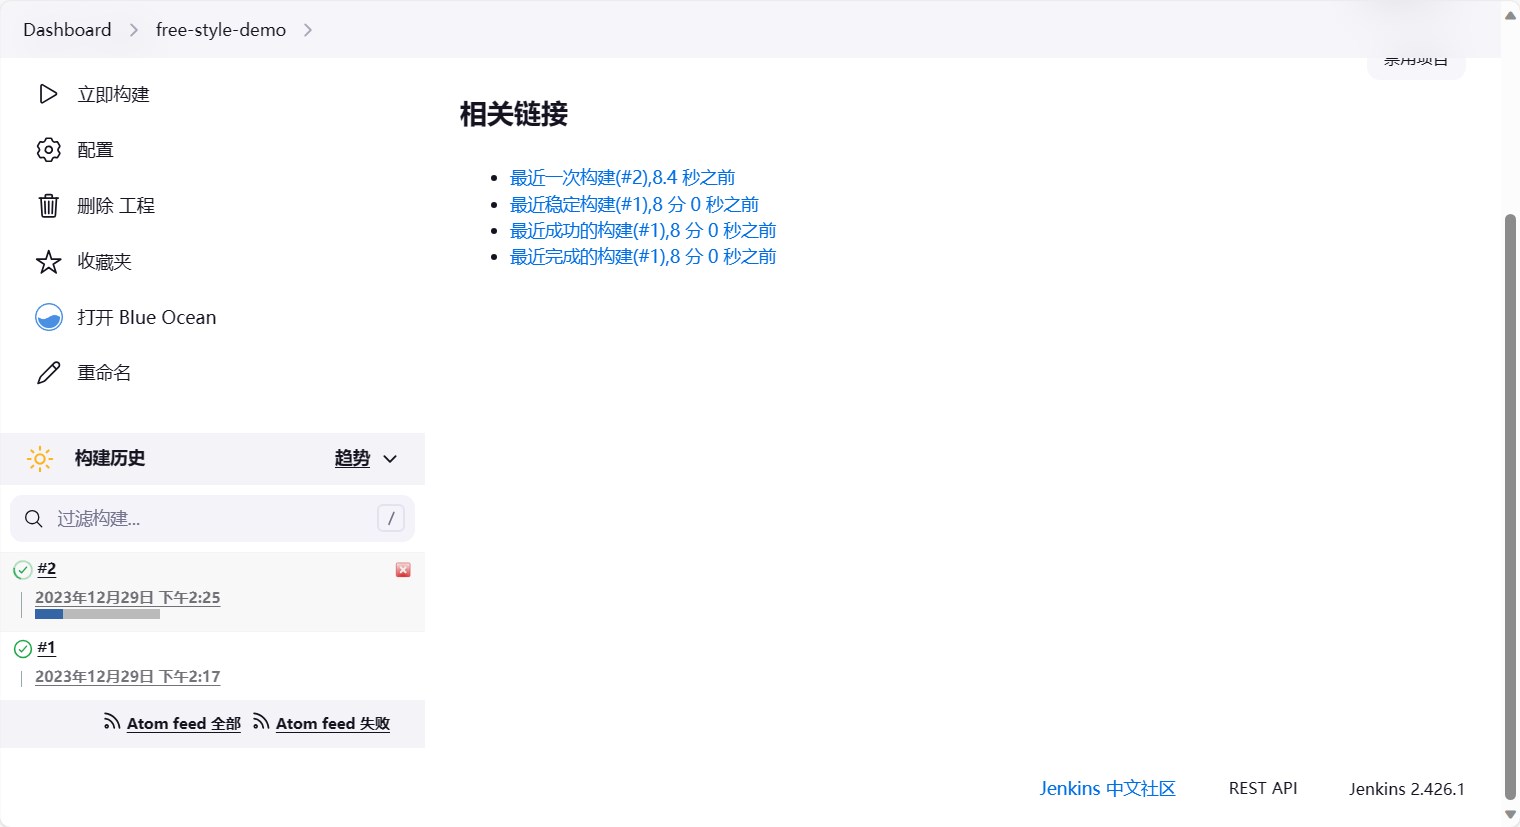 Dashboard > free-style-demo >
禁用项目
立即构建
配置
删除 工程
收藏夹
打开 Blue Ocean
重命名
构建历史 趋势
过滤构建... /
#2
2023年12月29日 下午2:25
#1
2023年12月29日 下午2:17
Atom feed 全部 Atom feed 失败
相关链接
最近一次构建(#2),8.4 秒之前
最近稳定构建(#1),8 分 0 秒之前
最近成功的构建(#1),8 分 0 秒之前
最近完成的构建(#1),8 分 0 秒之前
Jenkins 中文社区 REST API Jenkins 2.426.1